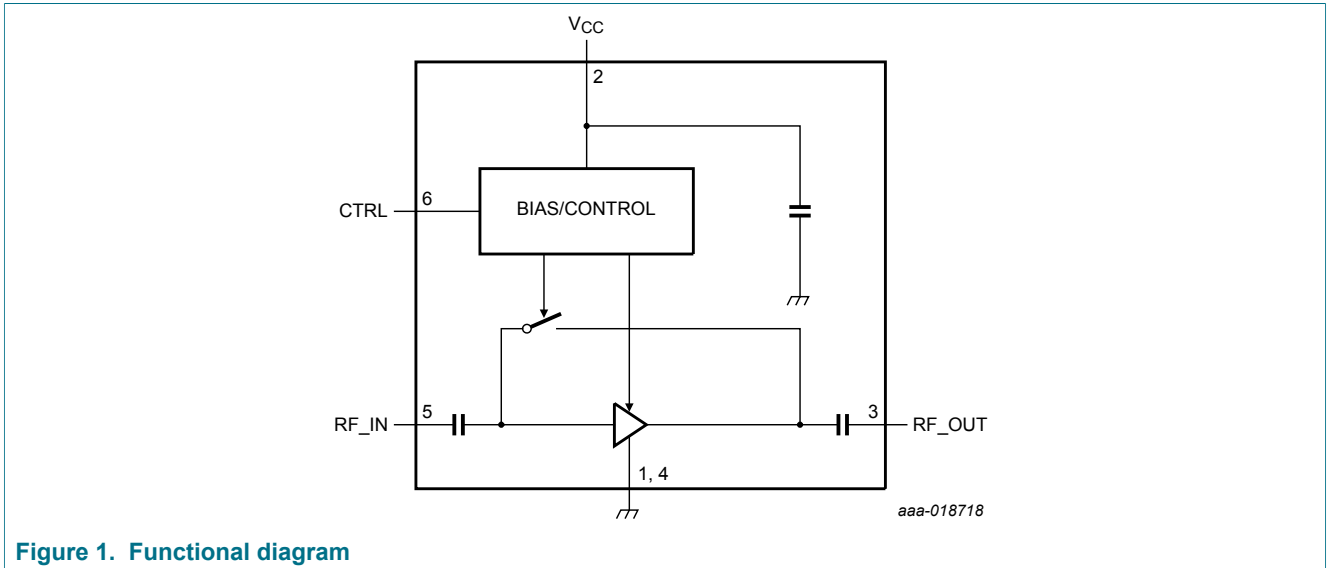 VCC
2
6
CTRL
BIAS/CONTROL
5
RF_IN
3
RF_OUT
1, 4
aaa-018718
Figure 1. Functional diagram